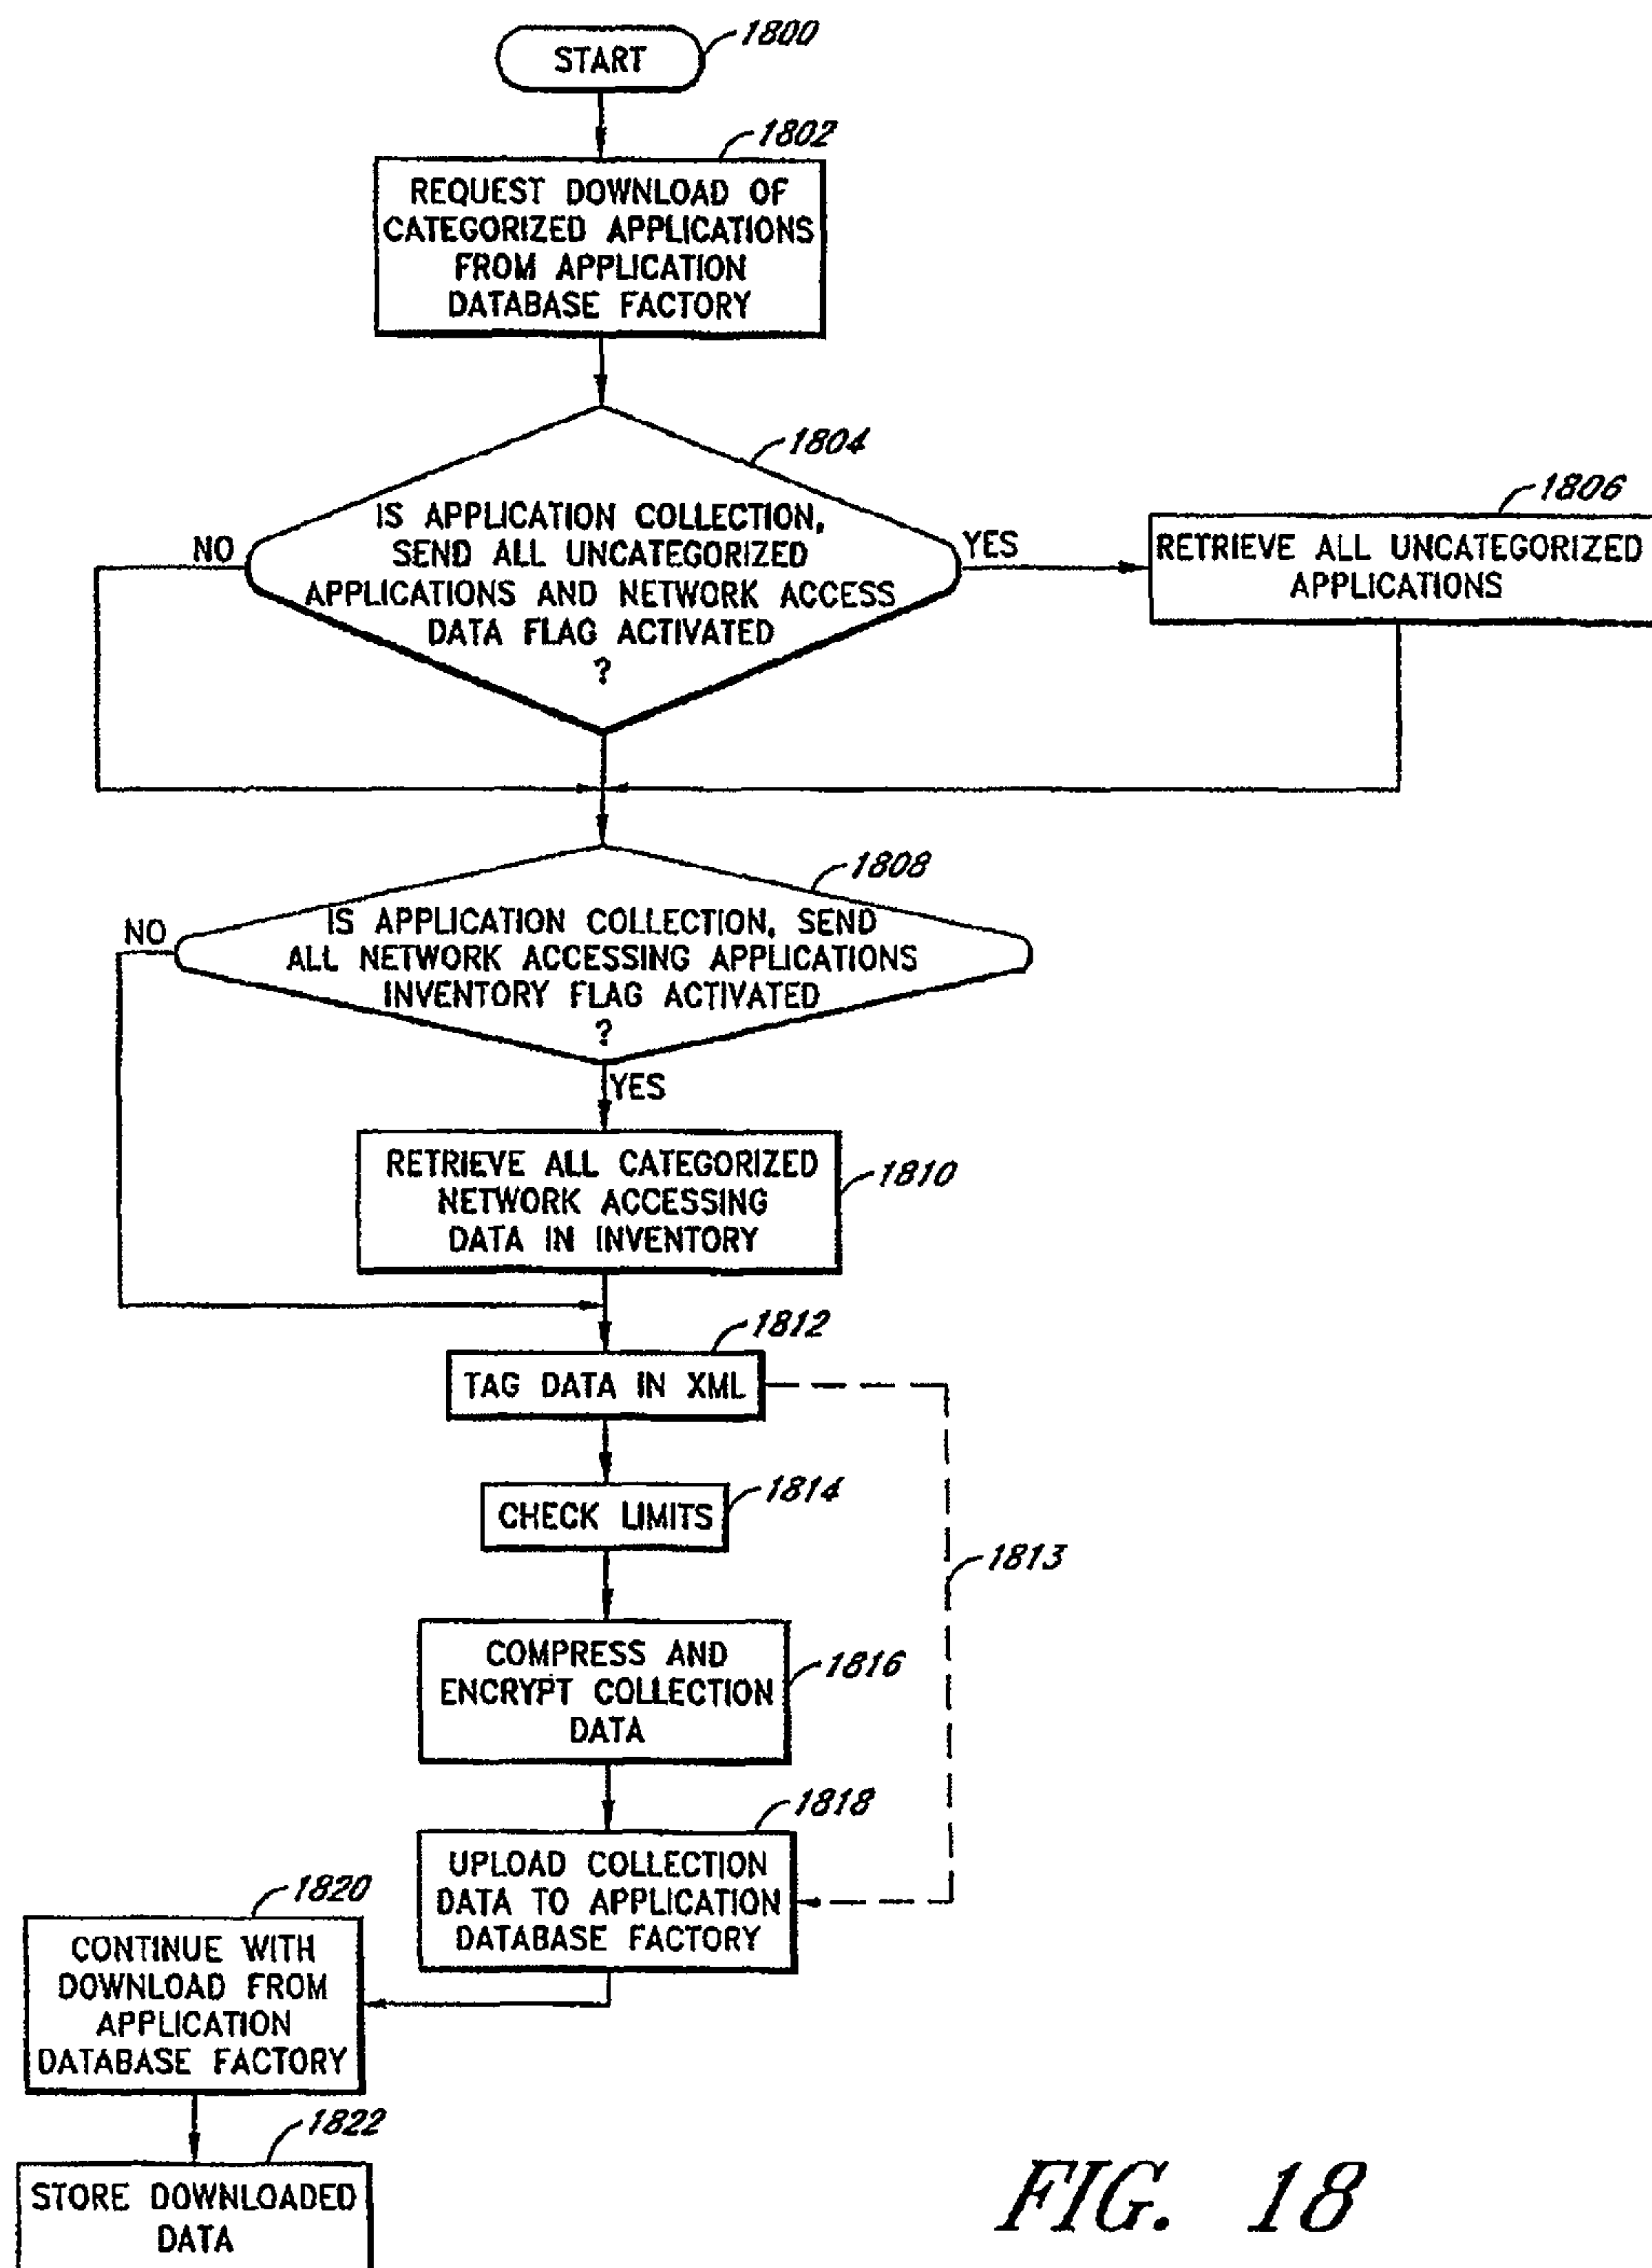 START
1800
1802
REQUEST DOWNLOAD OF
CATEGORIZED APPLICATIONS
FROM APPLICATION
DATABASE FACTORY
1804
IS APPLICATION COLLECTION,
SEND ALL UNCATEGORIZED
APPLICATIONS AND NETWORK ACCESS
DATA FLAG ACTIVATED
?
NO
YES
1806
RETRIEVE ALL UNCATEGORIZED
APPLICATIONS
1808
IS APPLICATION COLLECTION, SEND
ALL NETWORK ACCESSING APPLICATIONS
INVENTORY FLAG ACTIVATED
?
NO
YES
RETRIEVE ALL CATEGORIZED
NETWORK ACCESSING
DATA IN INVENTORY
1810
1812
TAG DATA IN XML
1814
CHECK LIMITS
1813
COMPRESS AND
ENCRYPT COLLECTION
DATA
1816
1818
UPLOAD COLLECTION
DATA TO APPLICATION
DATABASE FACTORY
1820
CONTINUE WITH
DOWNLOAD FROM
APPLICATION
DATABASE FACTORY
1822
STORE DOWNLOADED
DATA
FIG. 18